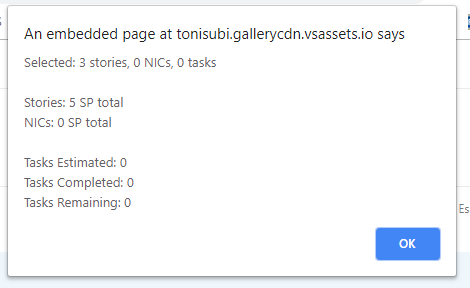 An embedded page at tonisubi.gallerycdn.vsassets.io says
Selected: 3 stories, 0 NICs, 0 tasks
Stories: 5 SP total
NICs: 0 SP total
Tasks Estimated: 0
Tasks Completed: 0
Tasks Remaining: 0
Es
OK